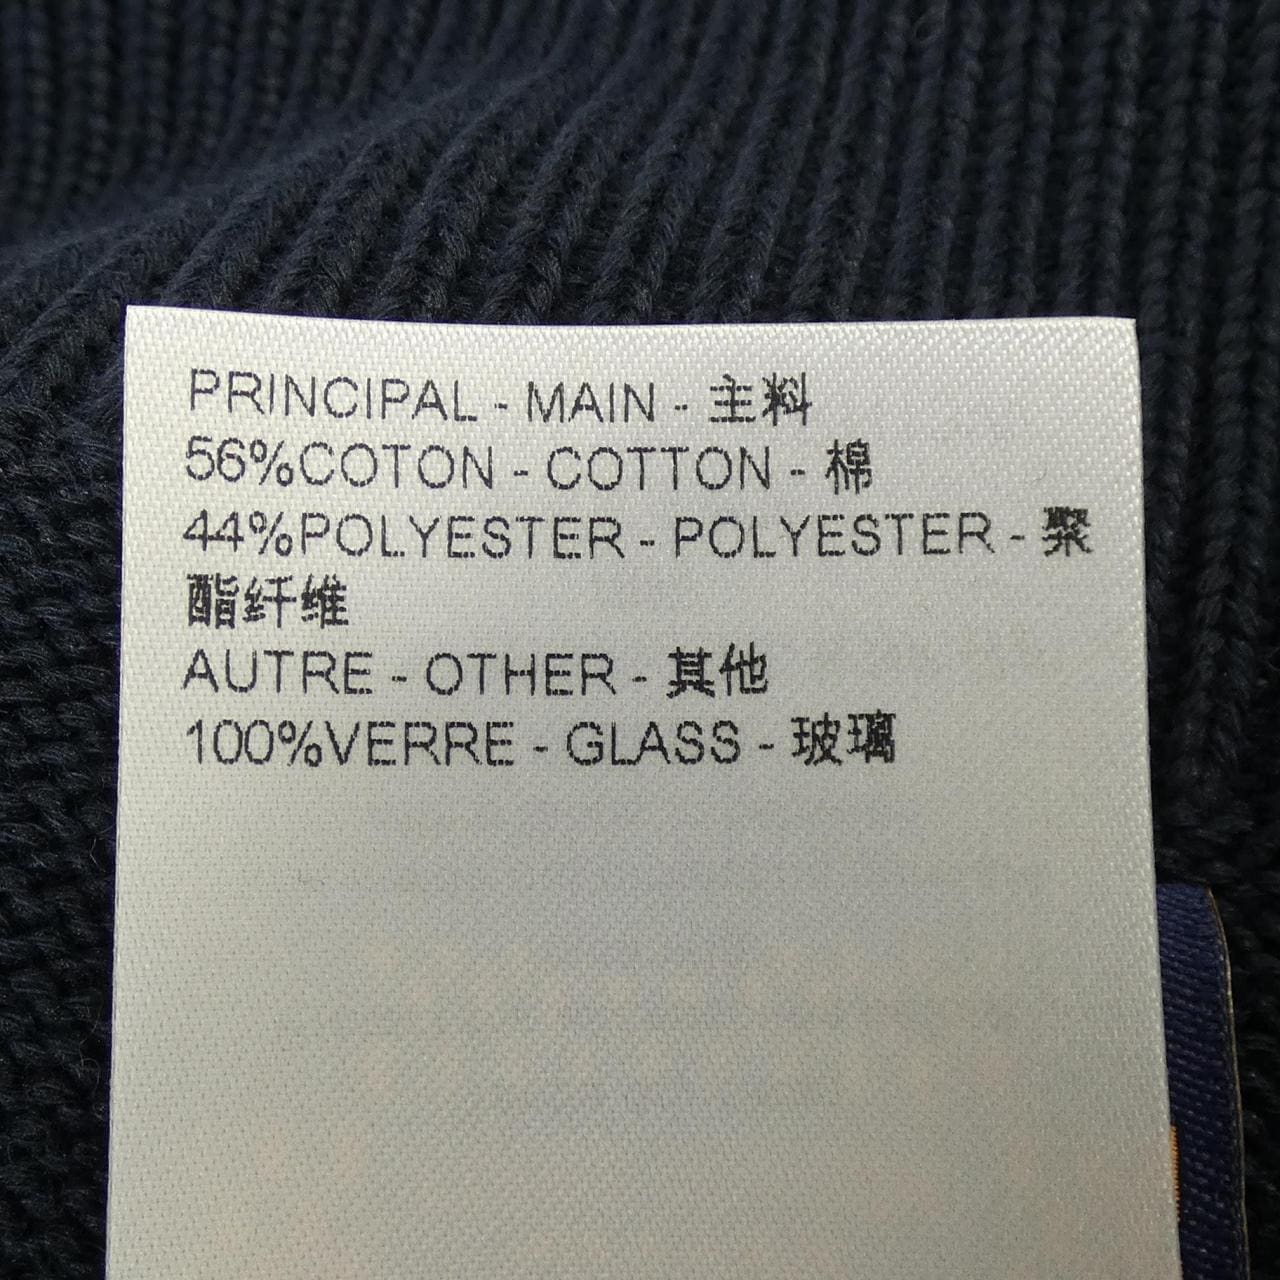 PRINCIPAL - MAIN - 主料
56%COTON - COTTON - 棉
44%POLYESTER - POLYESTER - 聚
酯纤维
AUTRE - OTHER - 其他
100%VERRE - GLASS - 玻璃